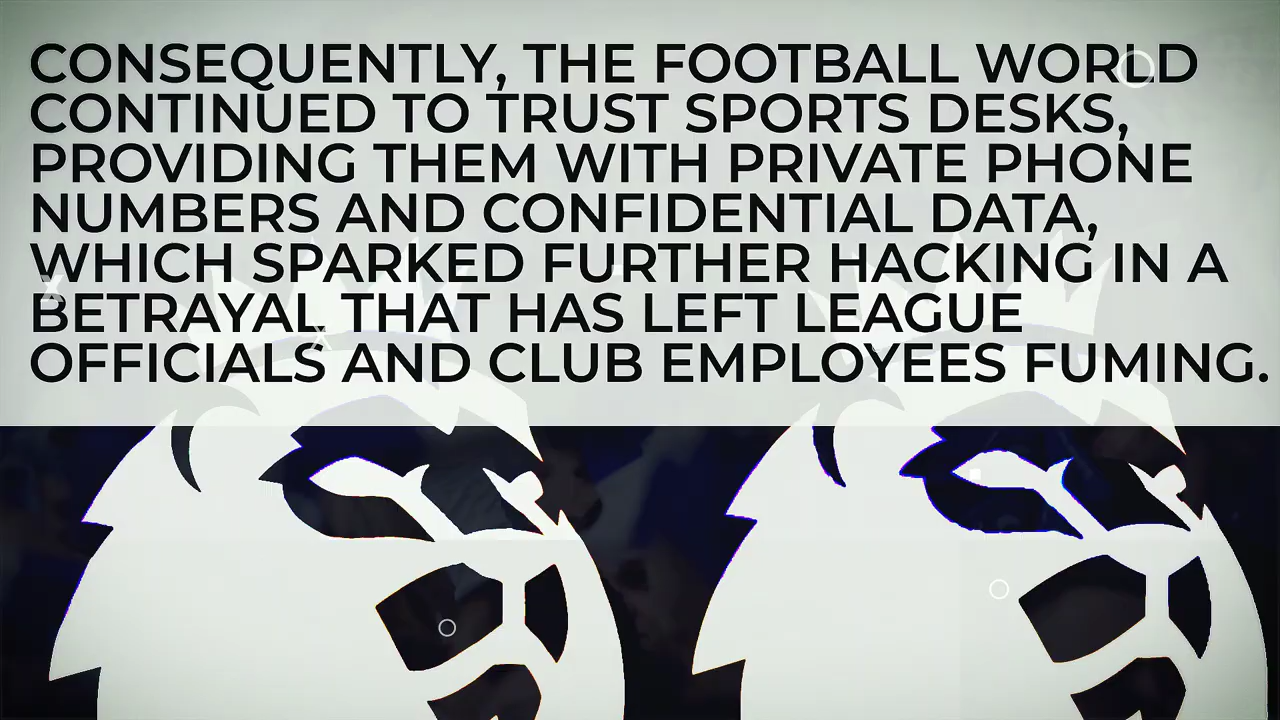 CONSEQUENTLY, THE FOOTBALL WORLD
CONTINUED TO TRUST SPORTS DESKS,
PROVIDING THEM WITH PRIVATE PHONE
NUMBERS AND CONFIDENTIAL DATA,
WHICH SPARKED FURTHER HACKING IN A
BETRAYAL THAT HAS LEFT LEAGUE
OFFICIALS AND CLUB EMPLOYEES FUMING.